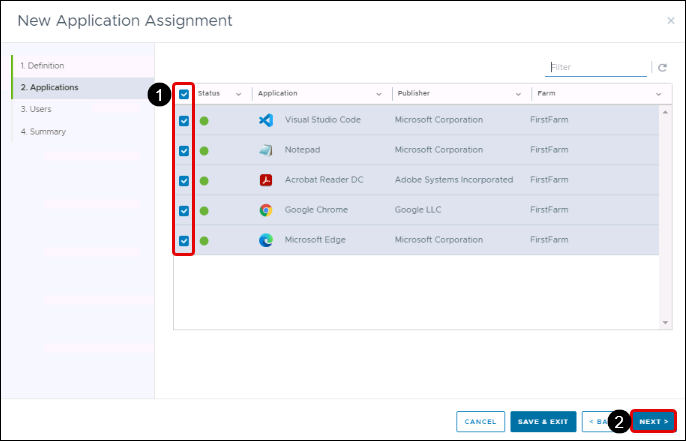 New Application Assignment
×
1. Definition
2. Applications
3. Users
4. Summary
Filter
1
Status Application Publisher Farm
Visual Studio Code Microsoft Corporation FirstFarm
Notepad Microsoft Corporation FirstFarm
Acrobat Reader DC Adobe Systems Incorporated FirstFarm
Google Chrome Google LLC FirstFarm
Microsoft Edge Microsoft Corporation FirstFarm
CANCEL SAVE & EXIT < BA 2 NEXT >